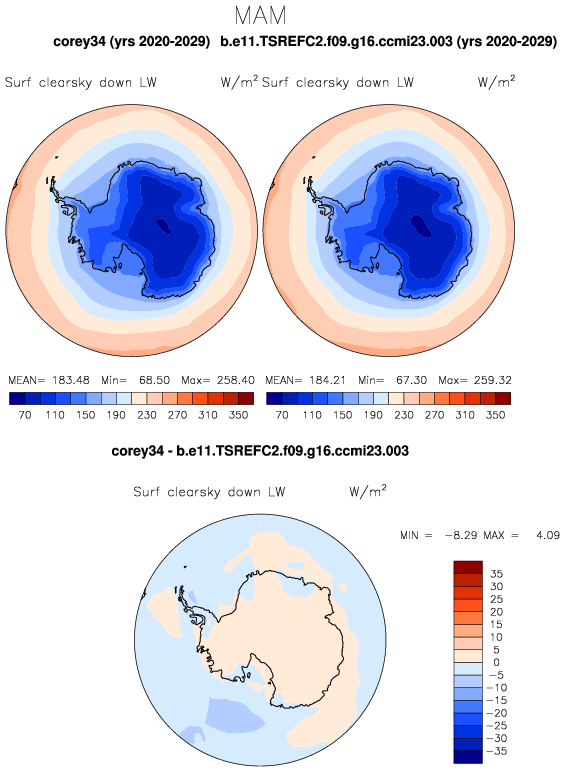 MAM
corey34 (yrs 2020-2029) b.e11.TSREFC2.f09.g16.ccmi23.003 (yrs 2020-2029)
Surf clearsky down LW W/m² Surf clearsky down LW W/m²
MEAN= 183.48 Min= 68.50 Max= 258.40 MEAN= 184.21 Min= 67.30 Max= 259.32
70 110 150 190 230 270 310 350 70 110 150 190 230 270 310 350
corey34 - b.e11.TSREFC2.f09.g16.ccmi23.003
Surf clearsky down LW W/m²
MIN = -8.29 MAX = 4.09
35
30
25
20
15
10
5
0
-5
-10
-15
-20
-25
-30
-35